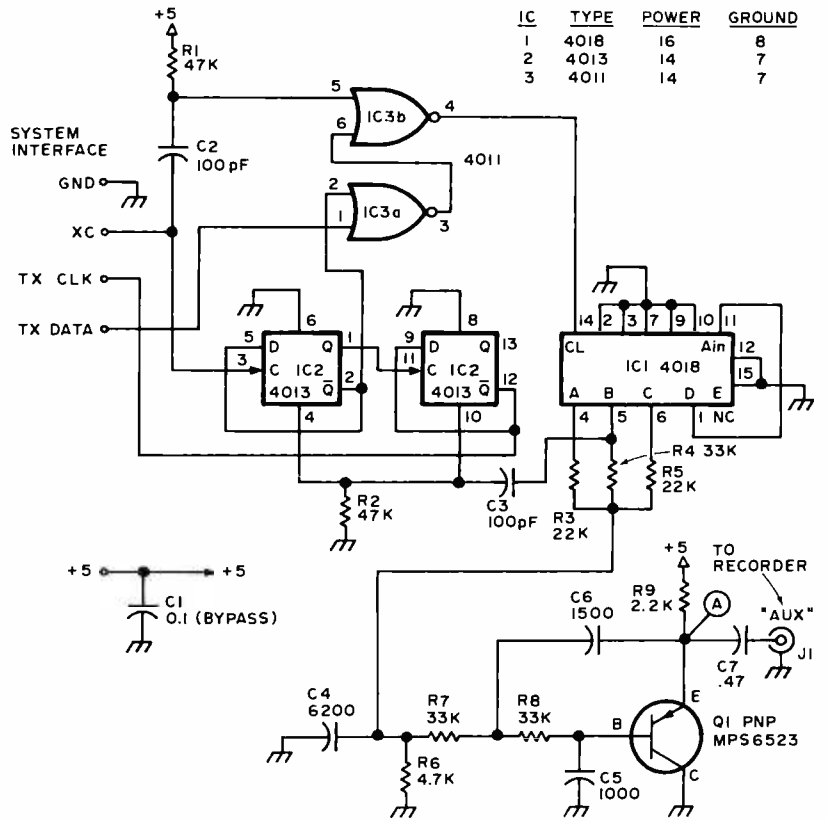 IC TYPE POWER GROUND
1 4018 16 8
2 4013 14 7
3 4011 14 7
+5
R1
47K
5
6
IC3b
4
4011
C2
100pF
SYSTEM
INTERFACE
GND
XC
TX CLK
TX DATA
2
1
IC3a
3
6
5 D Q 1
3 C IC2
4013 Q 2
4
8
9 D Q 13
11 C IC2
4013 Q 12
10
14 2 3 7 9 10 11
CL Ain 12
IC1 4018
15
A B C D E
4 5 6 1 NC
R4 33K
R5
22K
R3
22K
C3
100pF
R2
47K
+5 +5
C1
0.1 (BYPASS)
+5
TO
RECORDER
R9
2.2K
A
"AUX"
J1
C6
1500
C7
.47
C4
6200
R7
33K
R8
33K
B
E
C
Q1 PNP
MPS6523
R6
4.7K
C5
1000